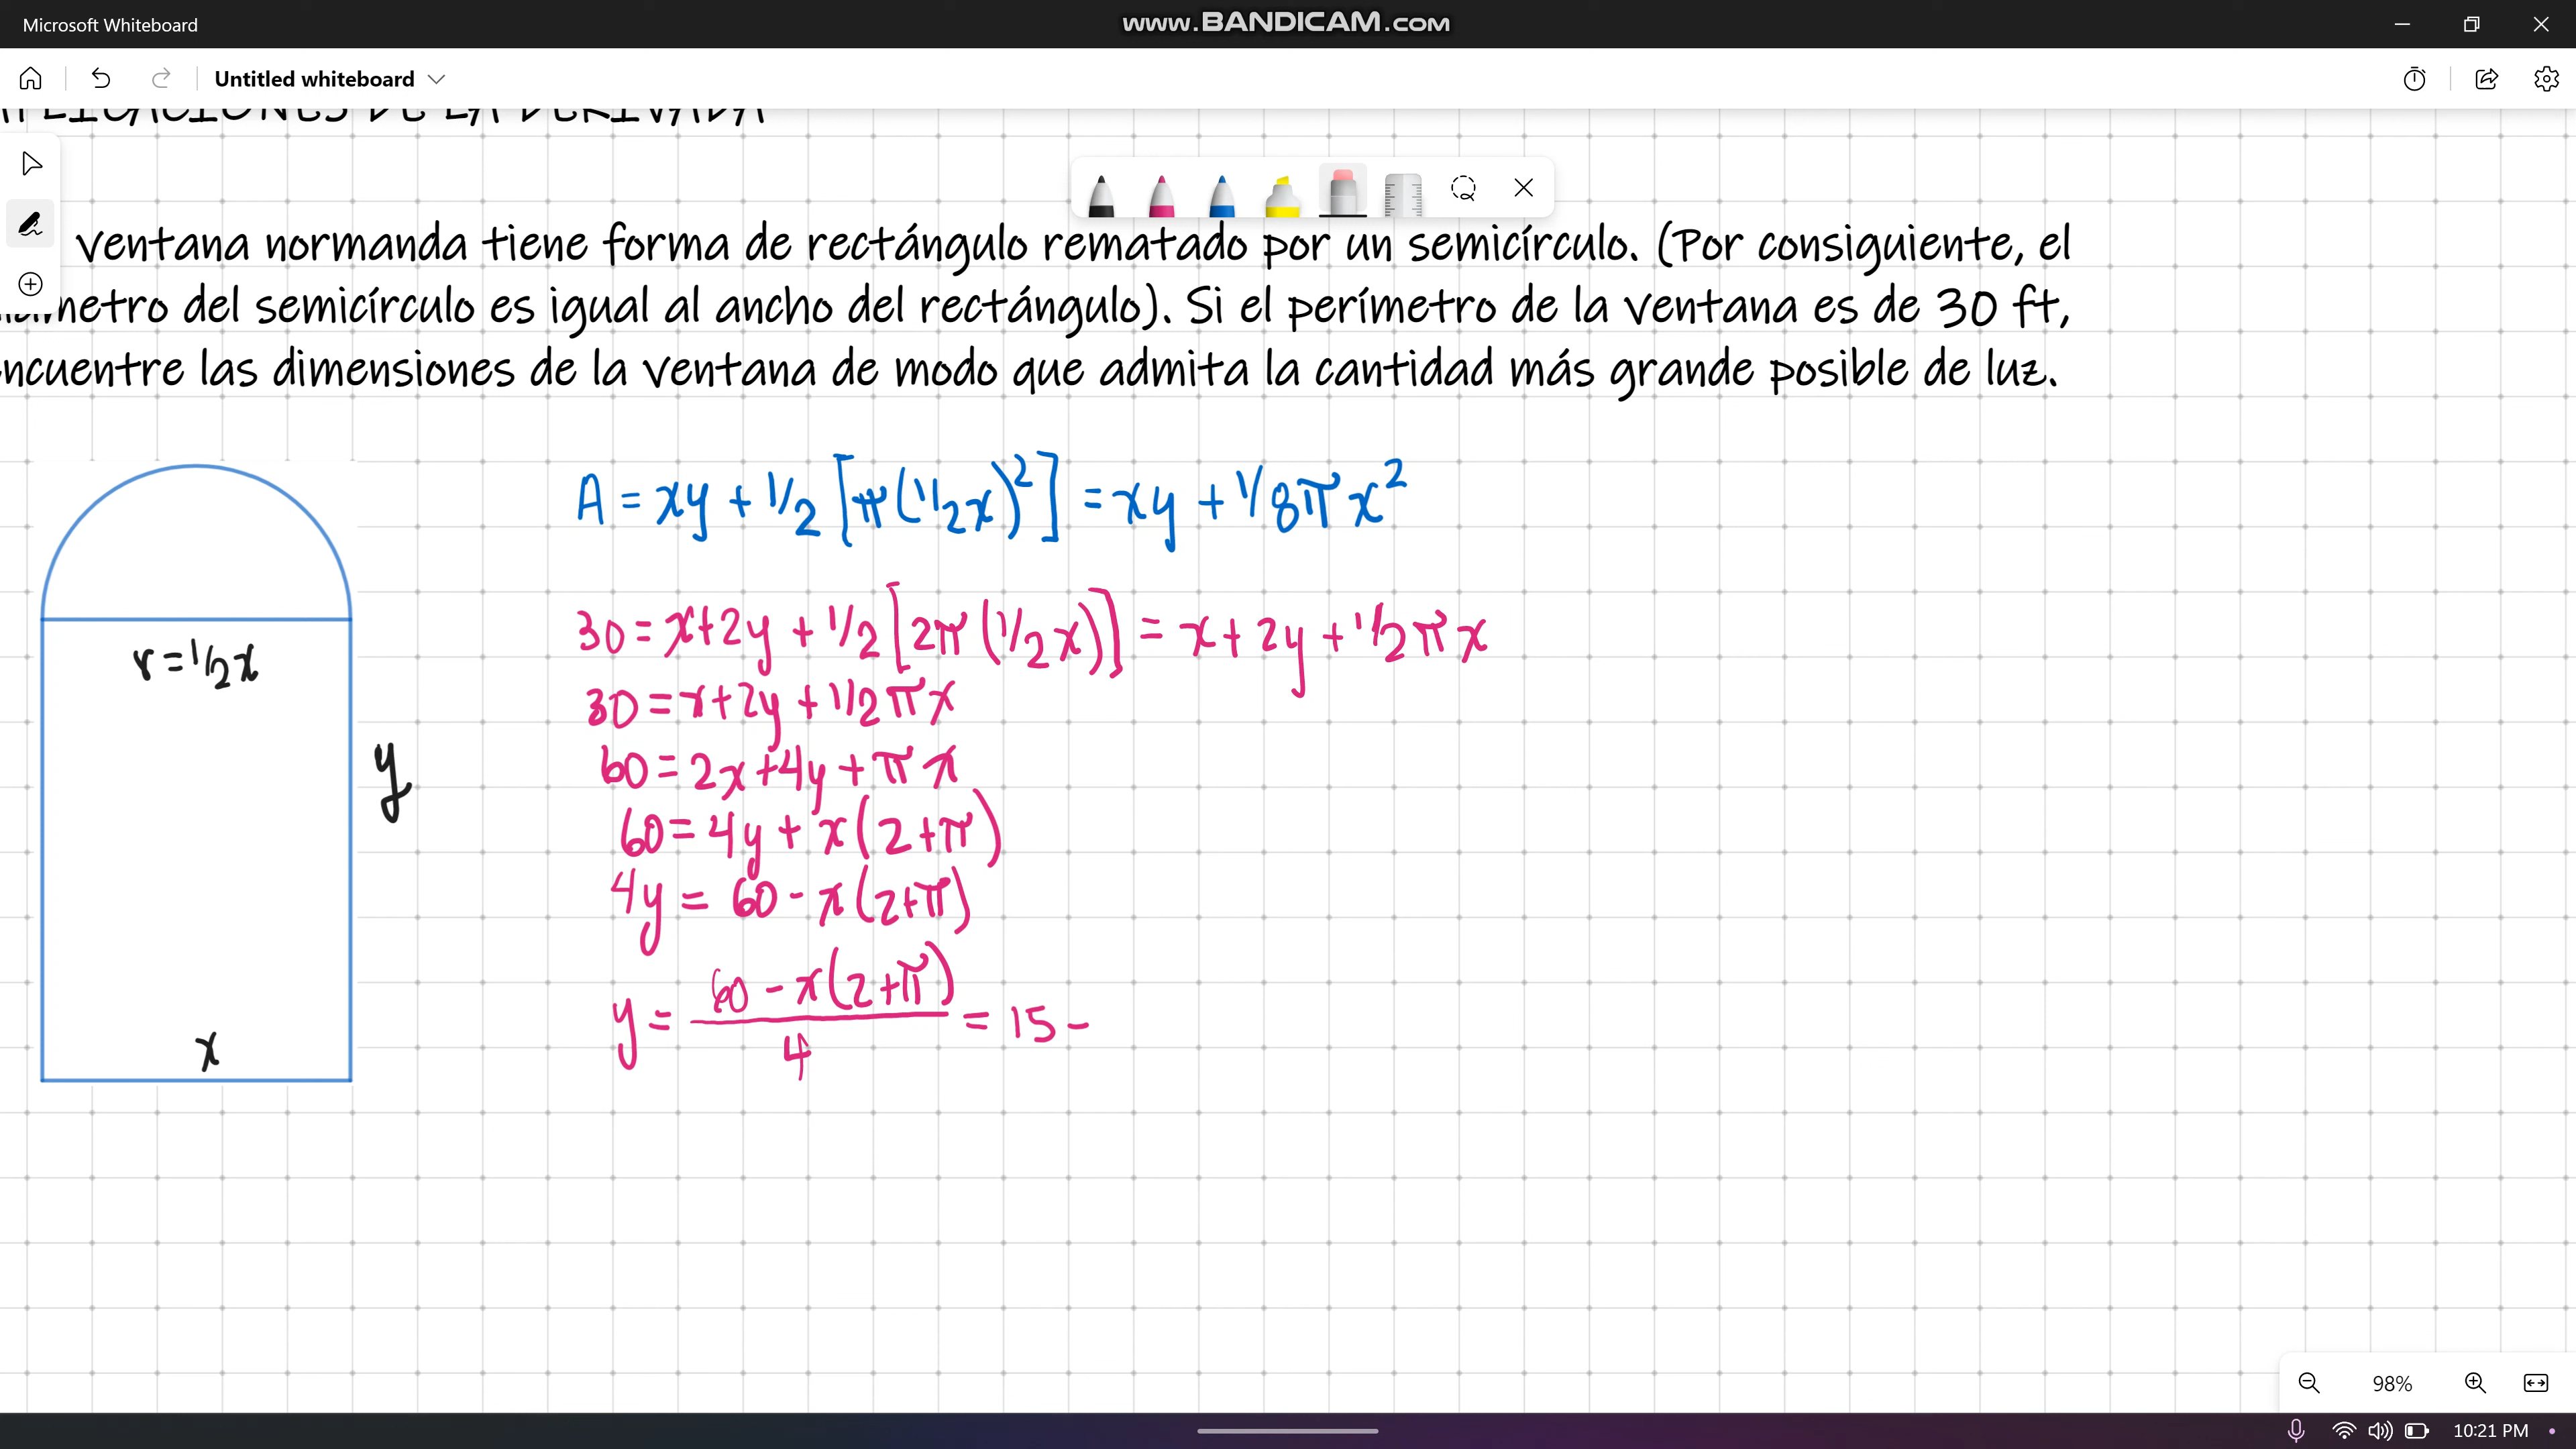 Microsoft Whiteboard
www.BANDICAM.com
Untitled whiteboard
DE LA DERIVADA
ventana normanda tiene forma de rectángulo rematado por un semicírculo. (Por consiguiente, el
metro del semicírculo es igual al ancho del rectángulo). Si el perímetro de la ventana es de 30 ft,
ncuentre las dimensiones de la ventana de modo que admita la cantidad más grande posible de luz.
A = xy + 1/2 [π(1/2x)²] = xy + 1/8πx²
30 = x+2y + 1/2[2π(1/2x)] = x+2y+1/2πx
r = 1/2x
30 = x+2y+1/2πx
y
60 = 2x+4y+πx
60 = 4y + x(2+π)
4y = 60 - x(2+π)
y = 60 - x(2+π) / 4 = 15 -
x
98%
10:21 PM